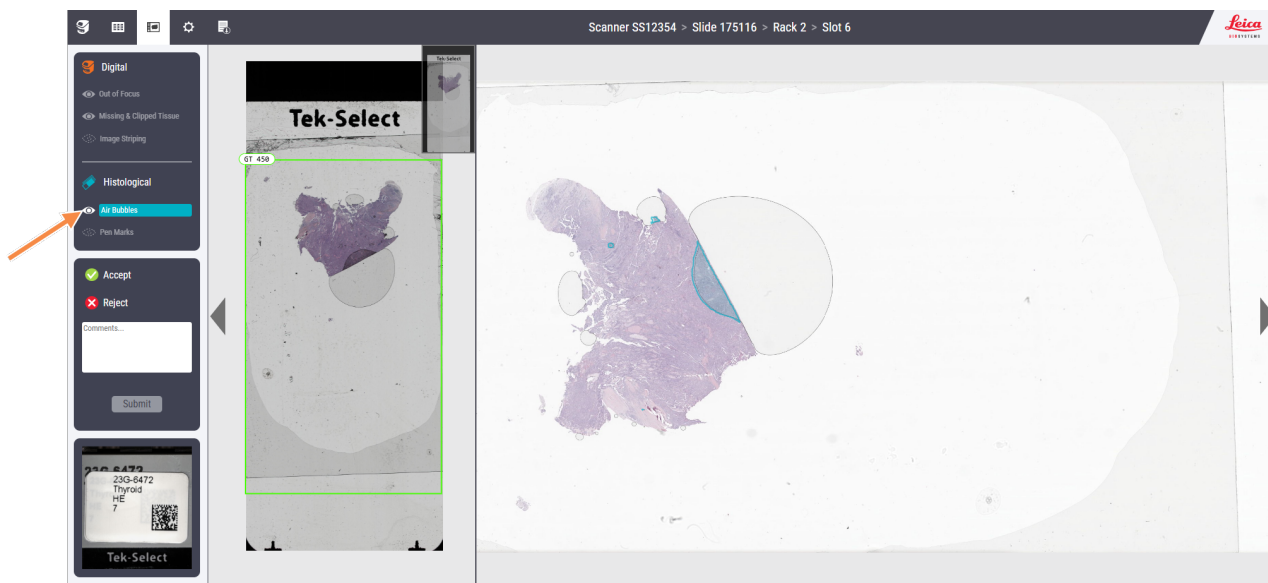 Scanner SS12354 > Slide 175116 > Rack 2 > Slot 6
Leica
BIOSYSTEMS
Digital
Out of Focus
Missing & Clipped Tissue
Image Striping
Histological
Air Bubbles
Pen Marks
Accept
Reject
Comments...
Submit
23G-6472
23G-6472
Thyroid
HE
7
Tek-Select
Tek-Select
GT 450
Tek-Select